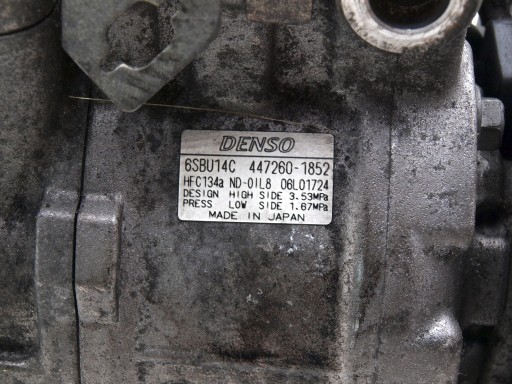 DENSO
6SBU14C 447260-1852
HFC134a ND-OIL8 06L01724
DESIGN HIGH SIDE 3.53MPa
PRESS LOW SIDE 1.67MPa
MADE IN JAPAN